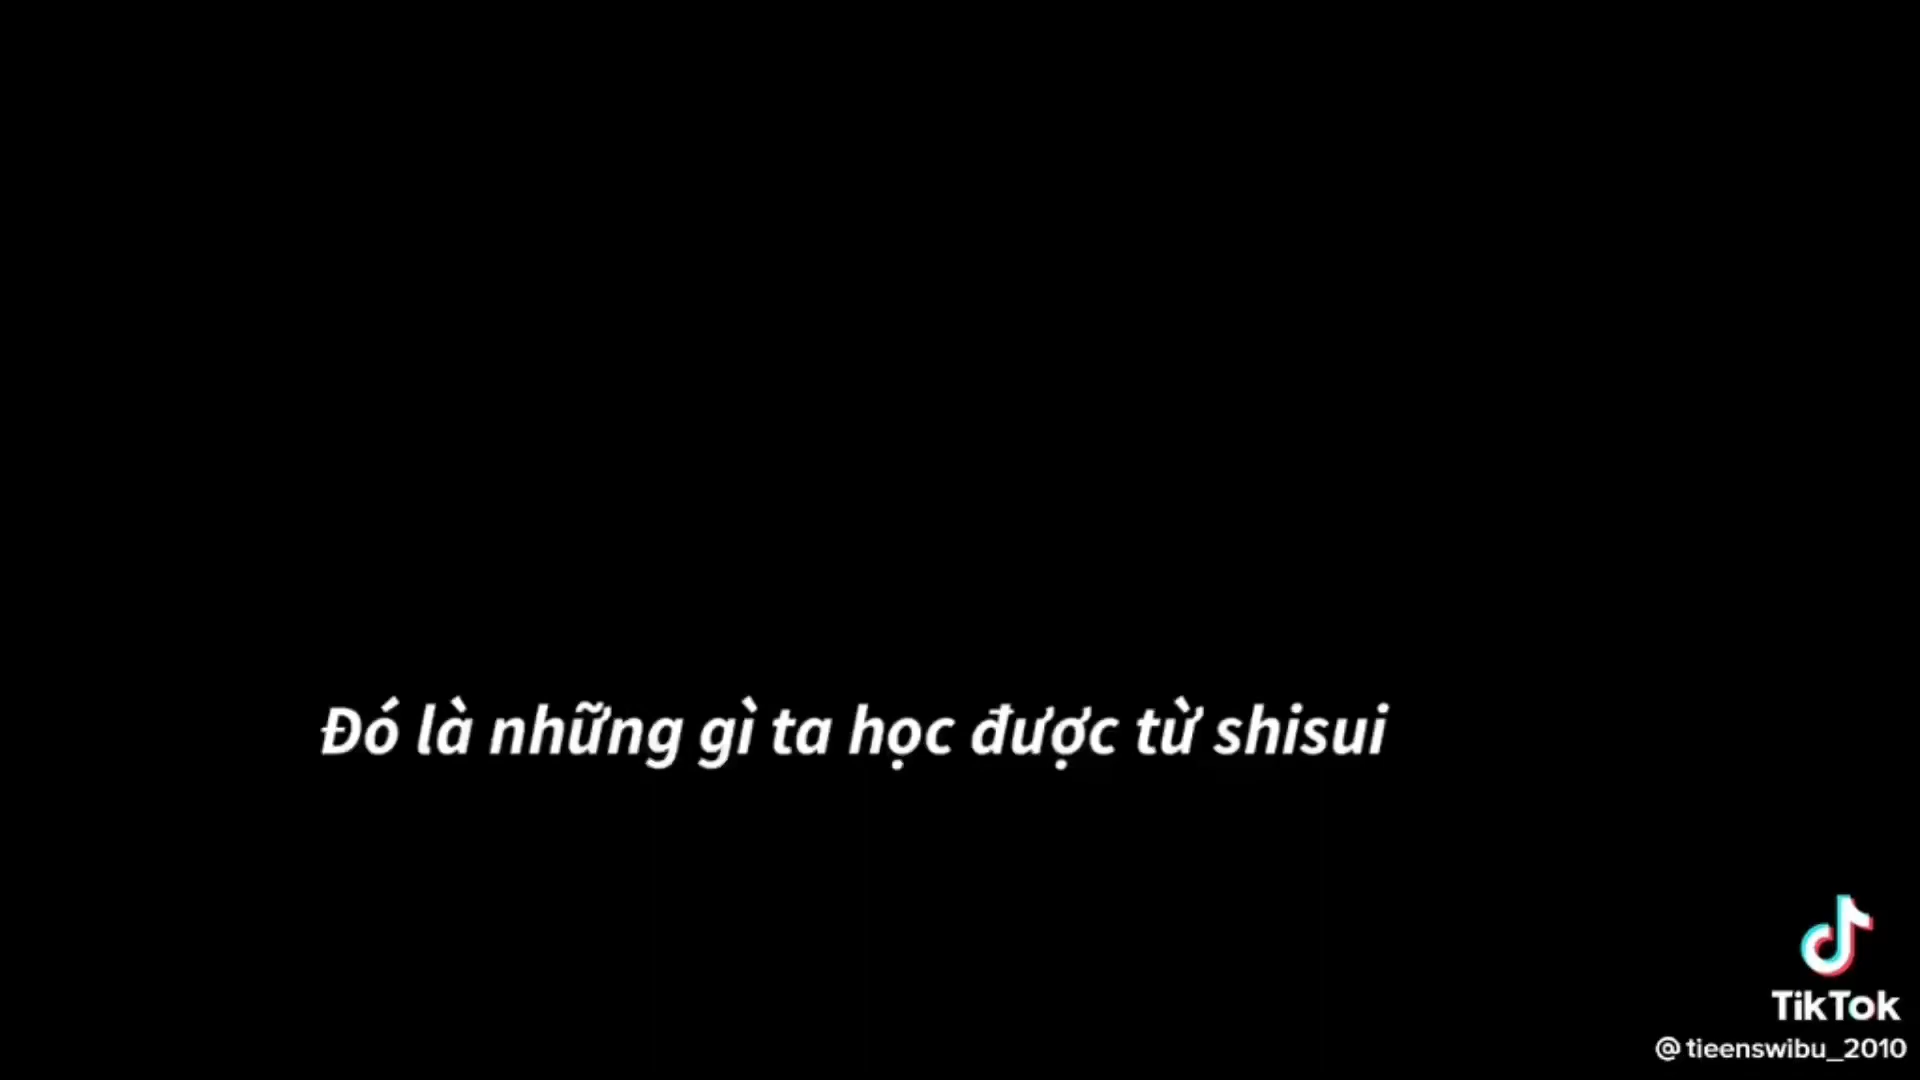 Đó là những gì ta học được từ shisui
TikTok
@tieenswibu_2010